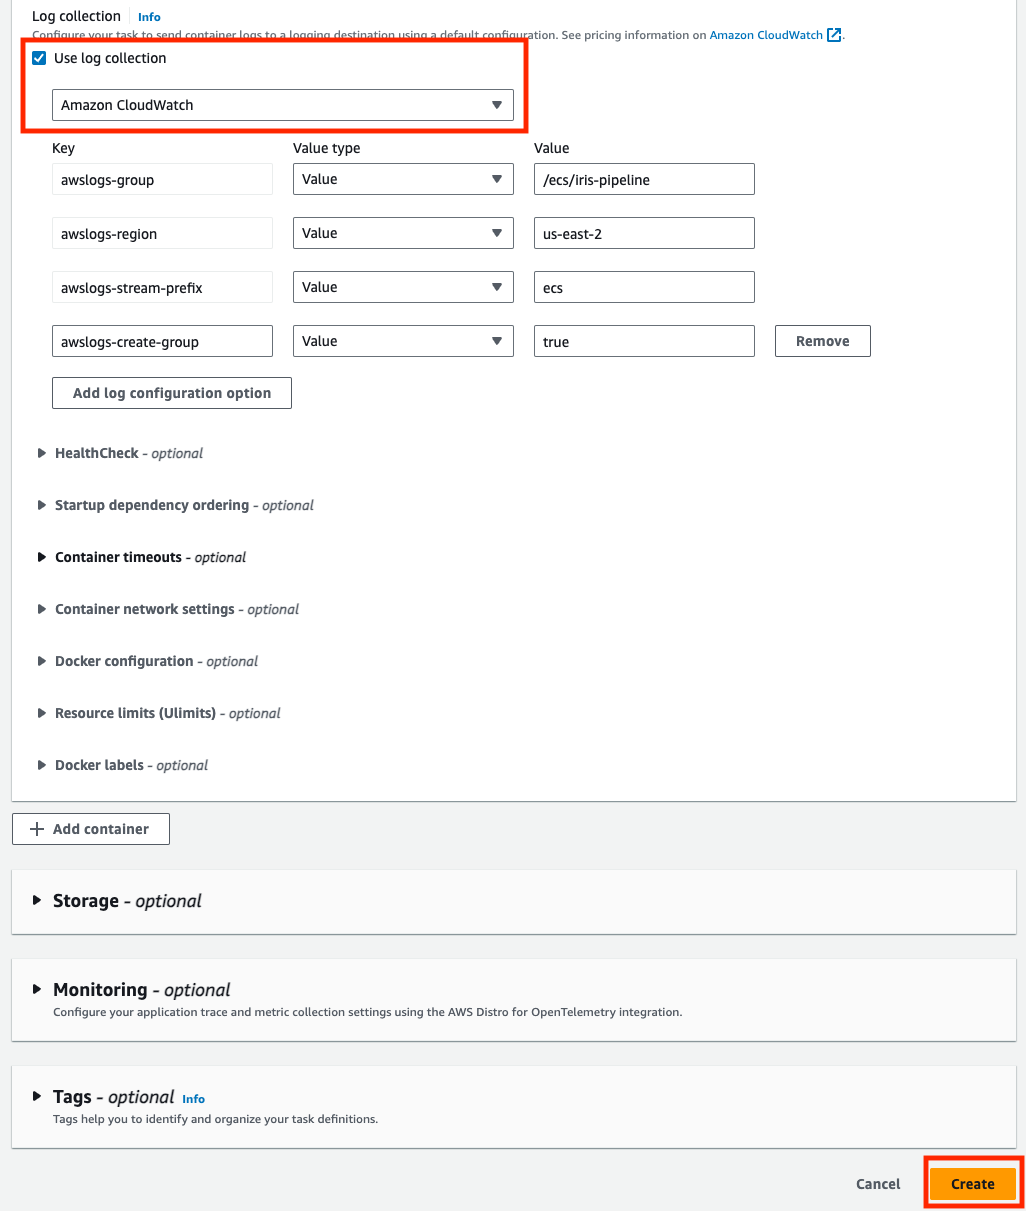 Log collection Info
Configure your task to send container logs to a logging destination using a default configuration. See pricing information on Amazon CloudWatch.
Use log collection
Amazon CloudWatch
Key Value type Value
awslogs-group Value /ecs/iris-pipeline
awslogs-region Value us-east-2
awslogs-stream-prefix Value ecs
awslogs-create-group Value true Remove
Add log configuration option
HealthCheck - optional
Startup dependency ordering - optional
Container timeouts - optional
Container network settings - optional
Docker configuration - optional
Resource limits (Ulimits) - optional
Docker labels - optional
Add container
Storage - optional
Monitoring - optional
Configure your application trace and metric collection settings using the AWS Distro for OpenTelemetry integration.
Tags - optional Info
Tags help you to identify and organize your task definitions.
Cancel Create